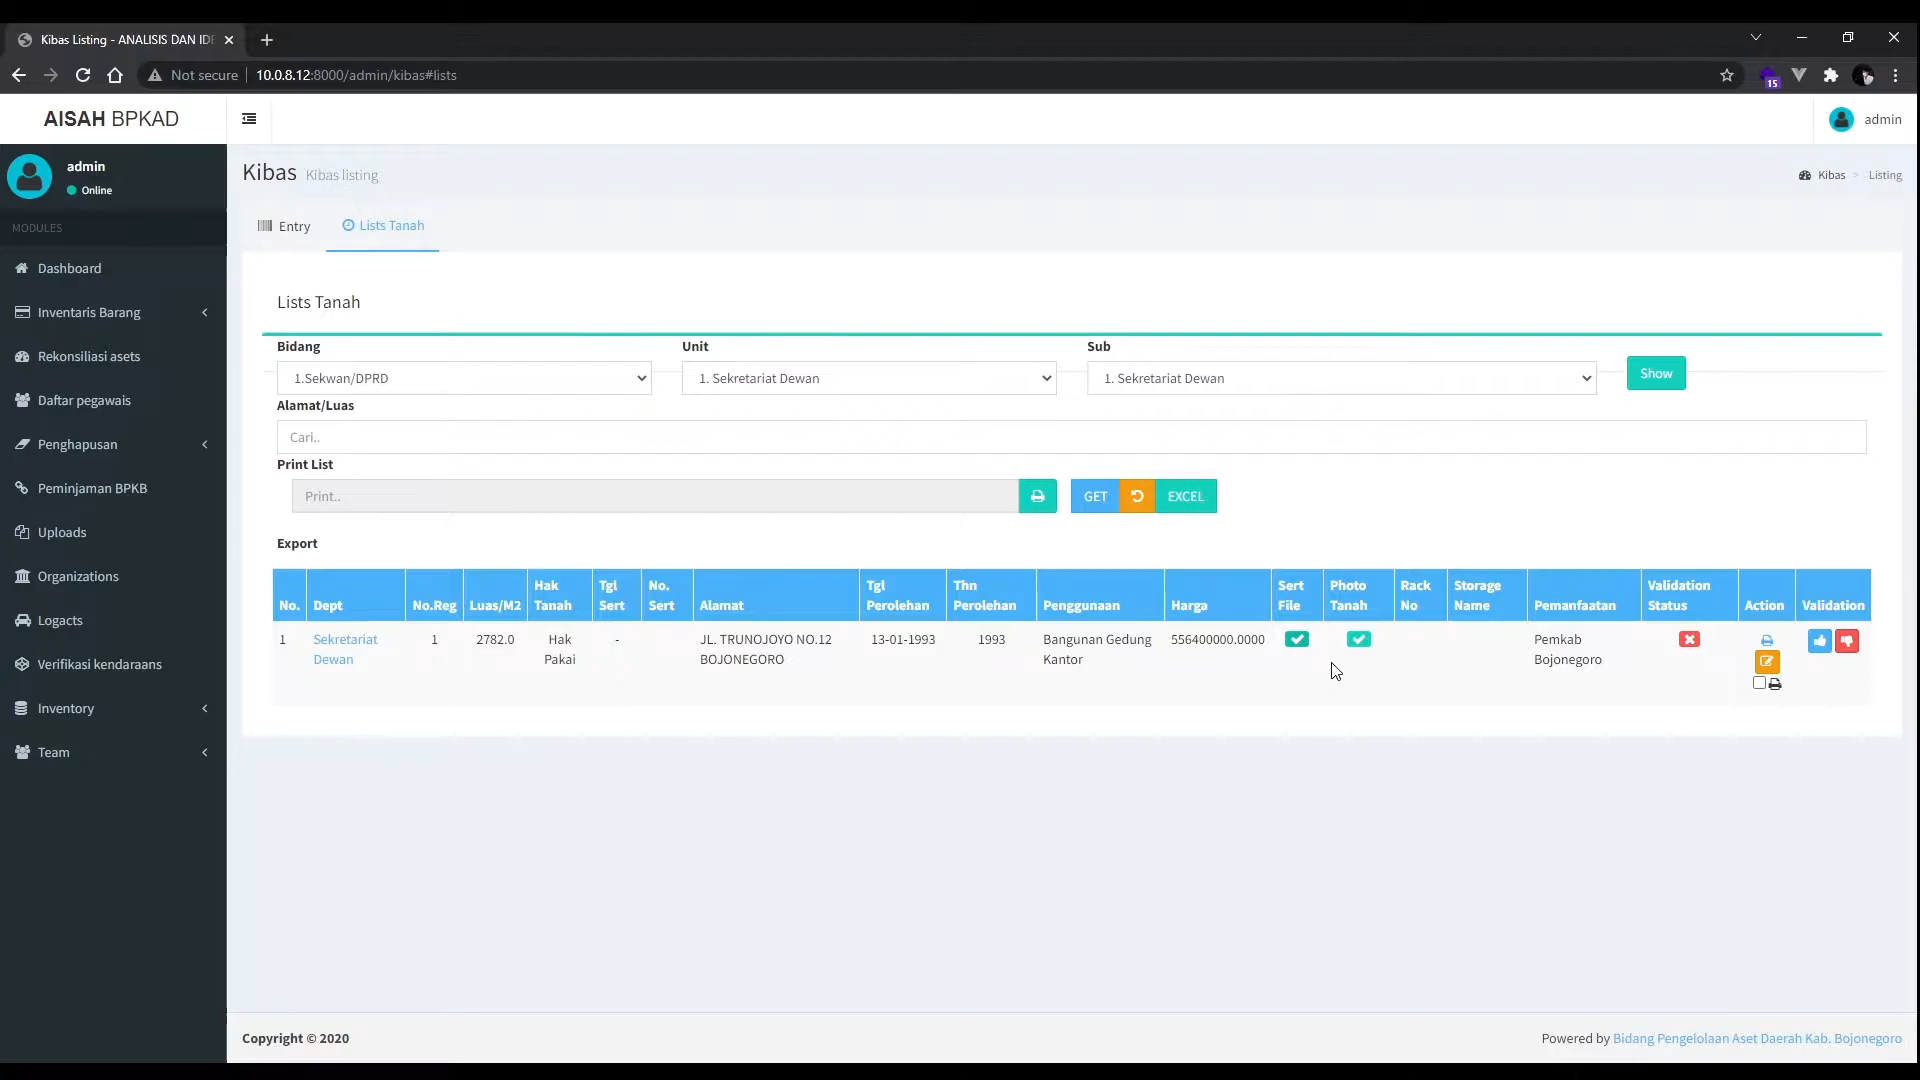 Kibas Listing - ANALISIS DAN IDE
Not secure
10.0.8.12:8000/admin/kibas#lists
15
AISAH BPKAD
admin
admin
Online
Kibas Kibas listing
Kibas > Listing
MODULES
Entry
Lists Tanah
Dashboard
Inventaris Barang
Rekonsiliasi asets
Daftar pegawais
Penghapusan
Peminjaman BPKB
Uploads
Organizations
Logacts
Verifikasi kendaraans
Inventory
Team
Lists Tanah
Bidang Unit Sub
1.Sekwan/DPRD 1. Sekretariat Dewan 1. Sekretariat Dewan Show
Alamat/Luas
Cari..
Print List
Print.. GET EXCEL
Export
No. Dept No.Reg Luas/M2 Hak Tanah Tgl Sert No. Sert Alamat Tgl Perolehan Thn Perolehan Penggunaan Harga Sert File Photo Tanah Rack No Storage Name Pemanfaatan Validation Status Action Validation
1 Sekretariat Dewan 1 2782.0 Hak Pakai - JL. TRUNOJOYO NO.12 BOJONEGORO 13-01-1993 1993 Bangunan Gedung Kantor 556400000.0000 Pemkab Bojonegoro
Copyright © 2020
Powered by Bidang Pengelolaan Aset Daerah Kab. Bojonegoro